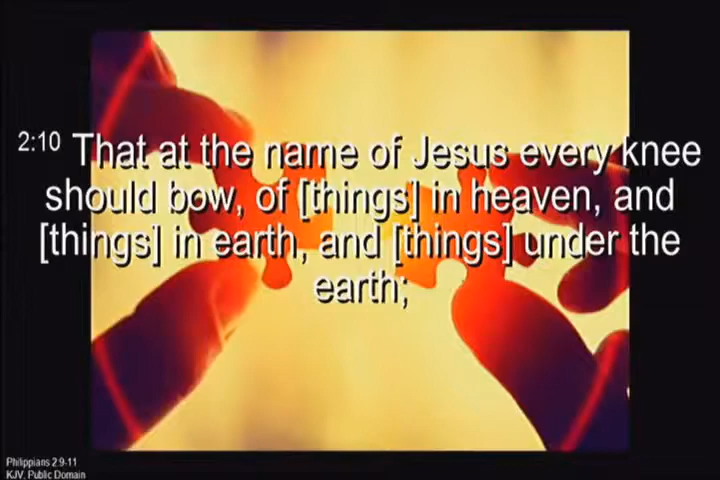 2:10 That at the name of Jesus every knee
should bow, of [things] in heaven, and
[things] in earth, and [things] under the
earth;
Philippians 2:9-11
KJV, Public Domain